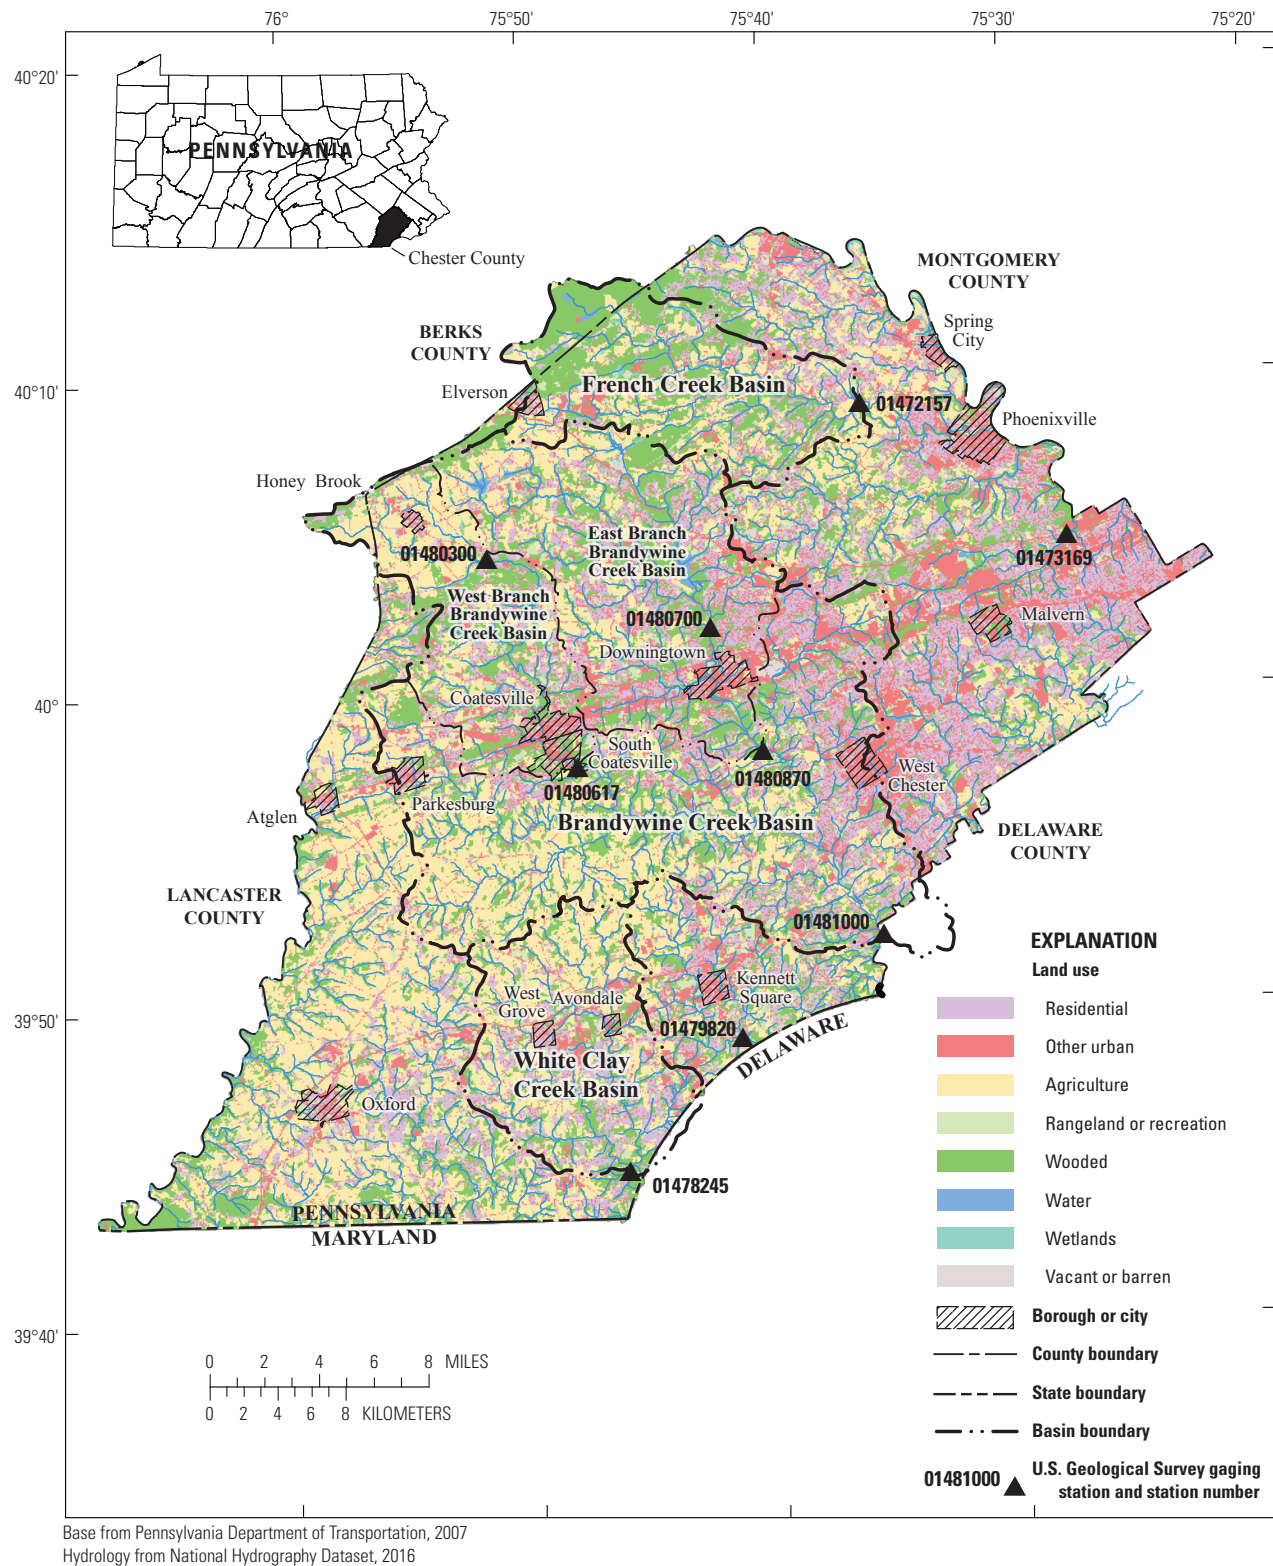 76°
75°50'
75°40'
75°30'
75°20'
40°20'
PENNSYLVANIA
Chester County
MONTGOMERY
COUNTY
Spring
City
BERKS
COUNTY
40°10'
Elverson
French Creek Basin
01472157
Phoenixville
Honey Brook
East Branch
Brandywine
Creek Basin
01480300
01473169
West Branch
Brandywine
Creek Basin
01480700
Malvern
Downingtown
Coatesville
40°
South
Coatesville
West
Chester
01480870
01480617
Parkesburg
Atglen
Brandywine Creek Basin
DELAWARE
COUNTY
LANCASTER
COUNTY
01481000
Kennett
Square
West
Grove
Avondale
39°50'
01479820
DELAWARE
White Clay
Creek Basin
Oxford
01478245
PENNSYLVANIA
MARYLAND
39°40'
0 2 4 6 8 MILES
0 2 4 6 8 KILOMETERS
EXPLANATION
Land use
Residential
Other urban
Agriculture
Rangeland or recreation
Wooded
Water
Wetlands
Vacant or barren
Borough or city
County boundary
State boundary
Basin boundary
01481000
U.S. Geological Survey gaging
station and station number
Base from Pennsylvania Department of Transportation, 2007
Hydrology from National Hydrography Dataset, 2016